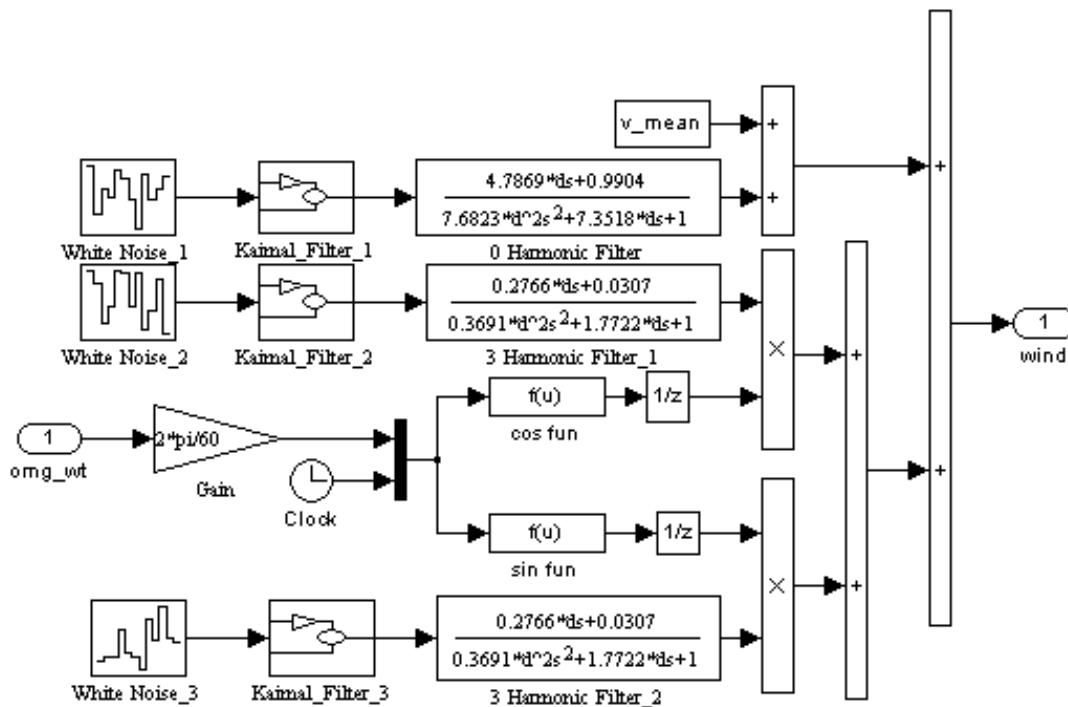 v_mean
+
+
+
4.7869*ds+0.9904
7.6823*d^2s^2+7.3518*ds+1
White Noise_1
Kaimal_Filter_1
0 Harmonic Filter
0.2766*ds+0.0307
0.3691*d^2s^2+1.7722*ds+1
White Noise_2
Kaimal_Filter_2
3 Harmonic Filter_1
×
+
1
wind
f(u)
1/z
cos fun
1
omg_wt
2*pi/60
Gain
Clock
+
f(u)
1/z
sin fun
×
+
0.2766*ds+0.0307
0.3691*d^2s^2+1.7722*ds+1
White Noise_3
Kaimal_Filter_3
3 Harmonic Filter_2